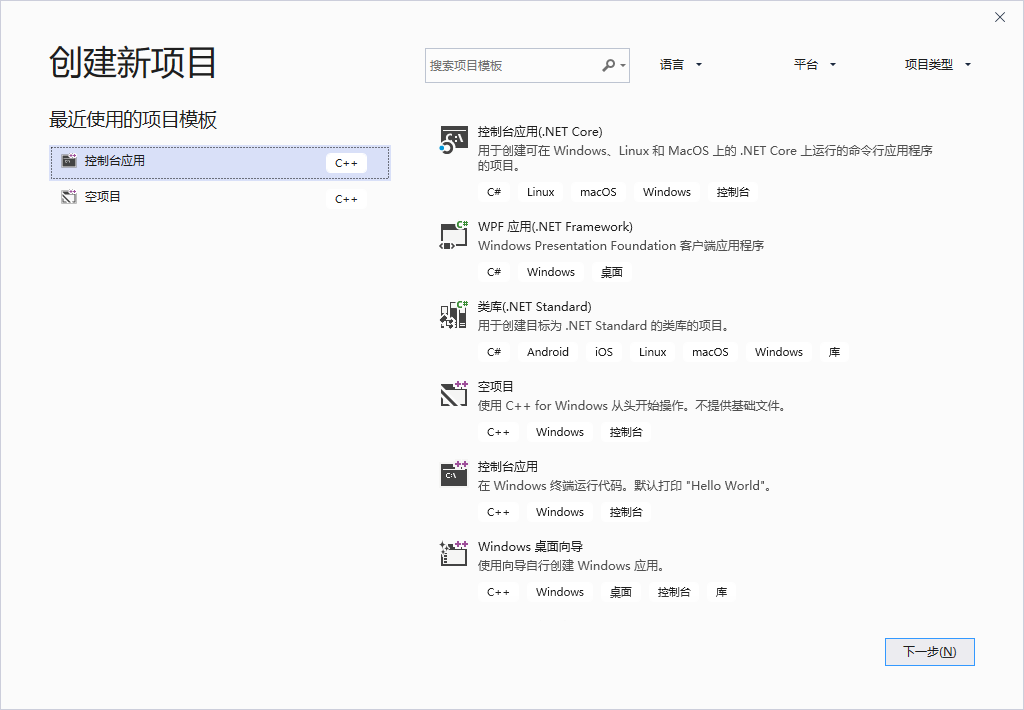 创建新项目
搜索项目模板
语言
平台
项目类型
最近使用的项目模板
控制台应用
C++
空项目
C++
控制台应用(.NET Core)
用于创建可在 Windows、Linux 和 MacOS 上的 .NET Core 上运行的命令行应用程序
的项目。
C# Linux macOS Windows 控制台
WPF 应用(.NET Framework)
Windows Presentation Foundation 客户端应用程序
C# Windows 桌面
类库(.NET Standard)
用于创建目标为 .NET Standard 的类库的项目。
C# Android iOS Linux macOS Windows 库
空项目
使用 C++ for Windows 从头开始操作。不提供基础文件。
C++ Windows 控制台
控制台应用
在 Windows 终端运行代码。默认打印 "Hello World"。
C++ Windows 控制台
Windows 桌面向导
使用向导自行创建 Windows 应用。
C++ Windows 桌面 控制台 库
下一步(N)